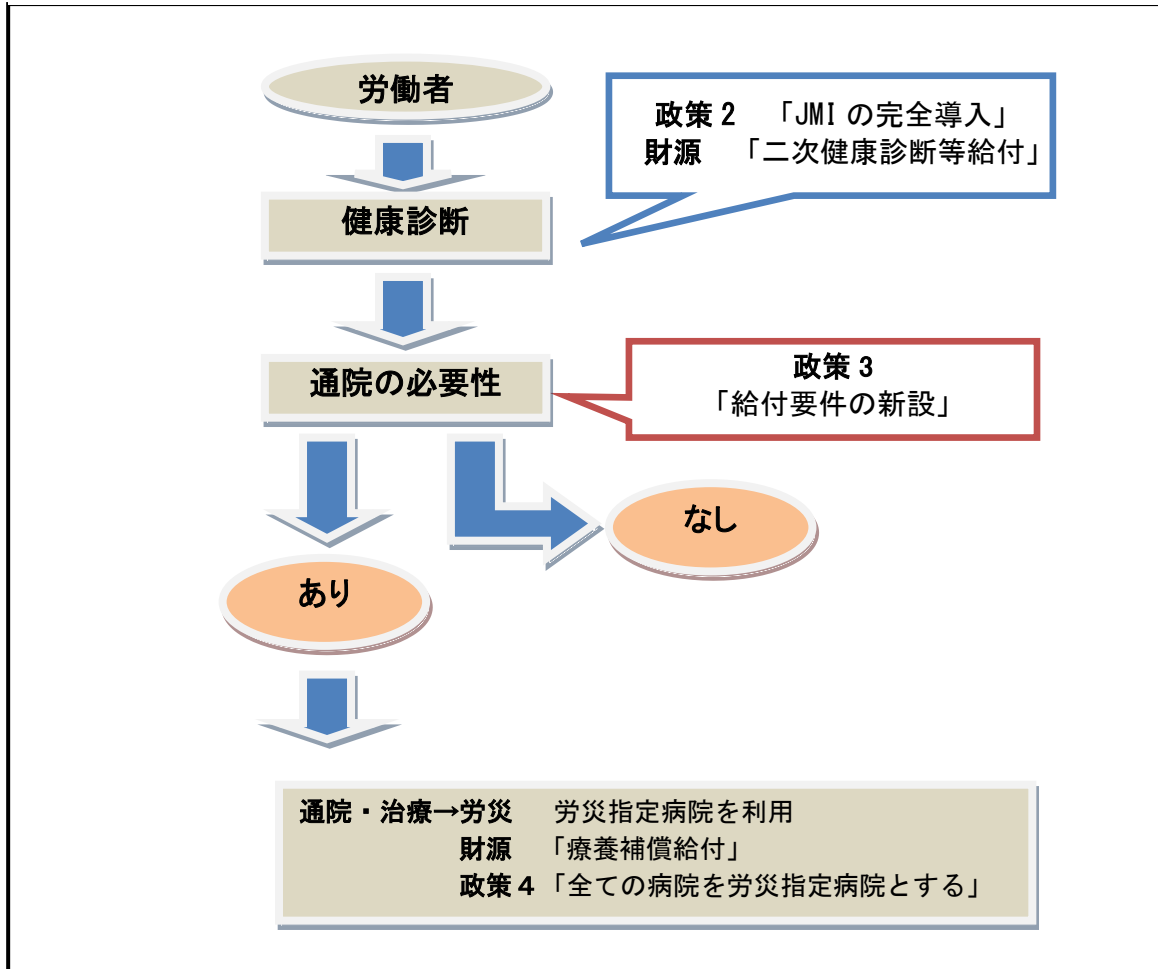 労働者
政策２　「JMI の完全導入」
財源　「二次健康診断等給付」
健康診断
通院の必要性
政策 3
「給付要件の新設」
なし
あり
通院・治療→労災　労災指定病院を利用
財源　「療養補償給付」
政策４「全ての病院を労災指定病院とする」